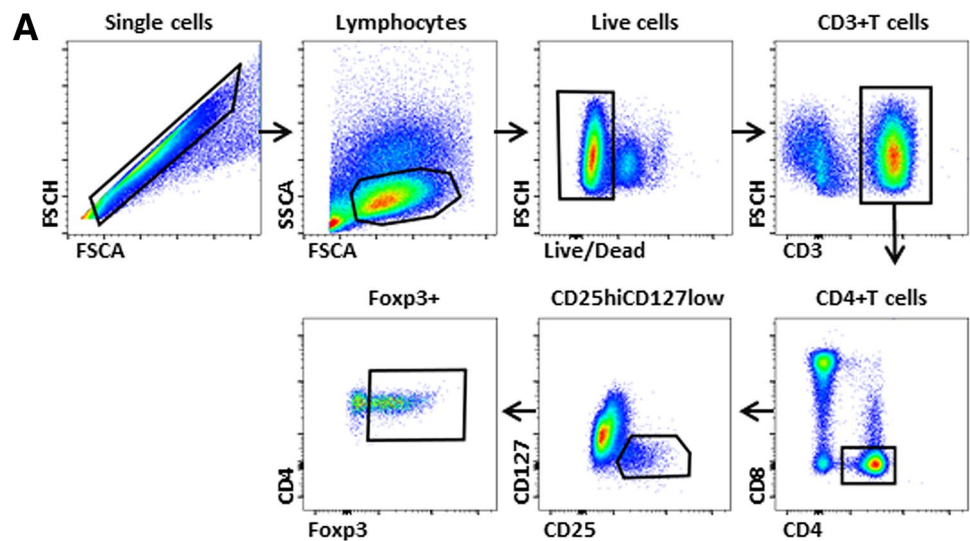 A
Single cells
Lymphocytes
Live cells
CD3+T cells
FSCH
FSCA
SSCA
FSCA
FSCH
Live/Dead
FSCH
CD3
Foxp3+
CD25hiCD127low
CD4+T cells
CD4
Foxp3
CD127
CD25
CD8
CD4